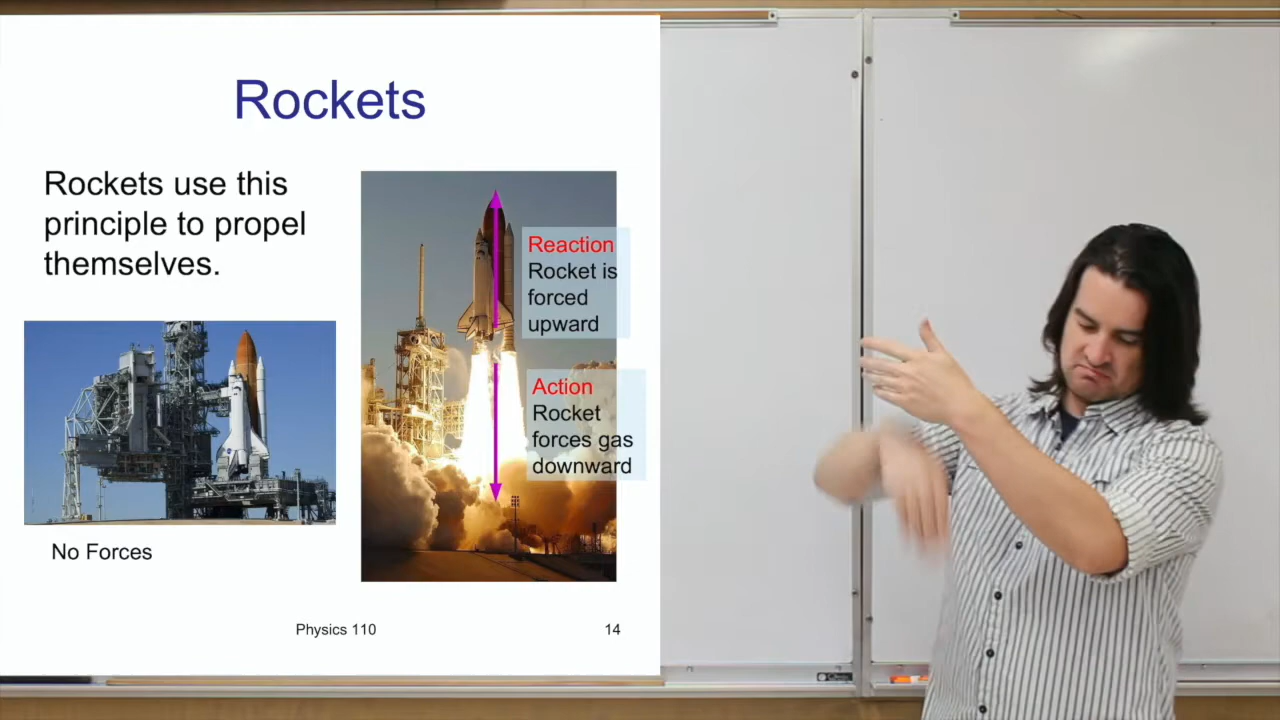 Rockets
Rockets use this
principle to propel
themselves.
Reaction
Rocket is
forced
upward
Action
Rocket
forces gas
downward
No Forces
Physics 110
14